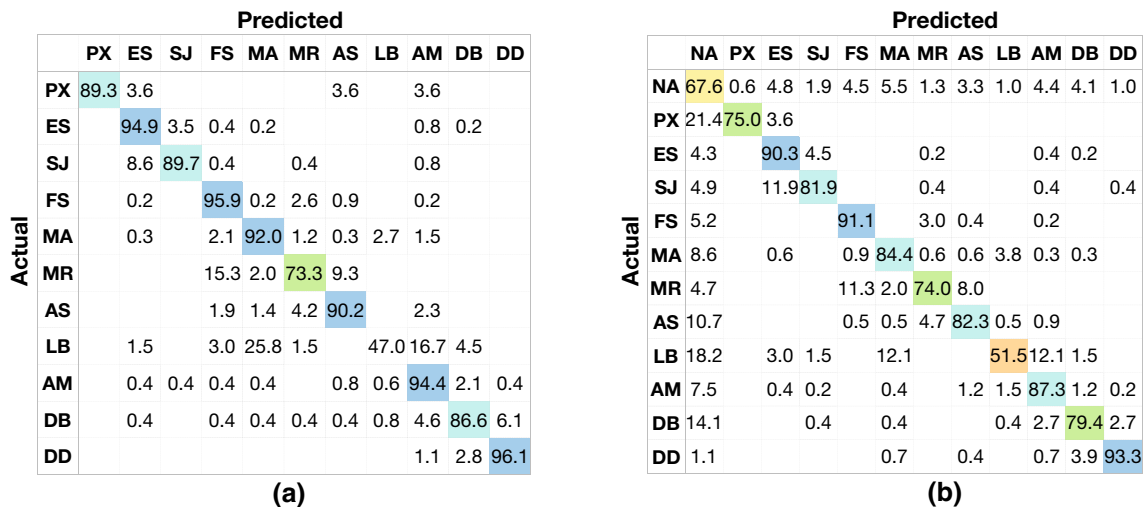 Predicted
PX ES SJ FS MA MR AS LB AM DB DD
Actual
PX 89.3 3.6 3.6 3.6
ES 94.9 3.5 0.4 0.2 0.8 0.2
SJ 8.6 89.7 0.4 0.4 0.8
FS 0.2 95.9 0.2 2.6 0.9 0.2
MA 0.3 2.1 92.0 1.2 0.3 2.7 1.5
MR 15.3 2.0 73.3 9.3
AS 1.9 1.4 4.2 90.2 2.3
LB 1.5 3.0 25.8 1.5 47.0 16.7 4.5
AM 0.4 0.4 0.4 0.4 0.8 0.6 94.4 2.1 0.4
DB 0.4 0.4 0.4 0.4 0.4 0.8 4.6 86.6 6.1
DD 1.1 2.8 96.1
(a)
Predicted
NA PX ES SJ FS MA MR AS LB AM DB DD
Actual
NA 67.6 0.6 4.8 1.9 4.5 5.5 1.3 3.3 1.0 4.4 4.1 1.0
PX 21.4 75.0 3.6
ES 4.3 90.3 4.5 0.2 0.4 0.2
SJ 4.9 11.9 81.9 0.4 0.4 0.4
FS 5.2 91.1 3.0 0.4 0.2
MA 8.6 0.6 0.9 84.4 0.6 0.6 3.8 0.3 0.3
MR 4.7 11.3 2.0 74.0 8.0
AS 10.7 0.5 0.5 4.7 82.3 0.5 0.9
LB 18.2 3.0 1.5 12.1 51.5 12.1 1.5
AM 7.5 0.4 0.2 0.4 1.2 1.5 87.3 1.2 0.2
DB 14.1 0.4 0.4 0.4 2.7 79.4 2.7
DD 1.1 0.7 0.4 0.7 3.9 93.3
(b)